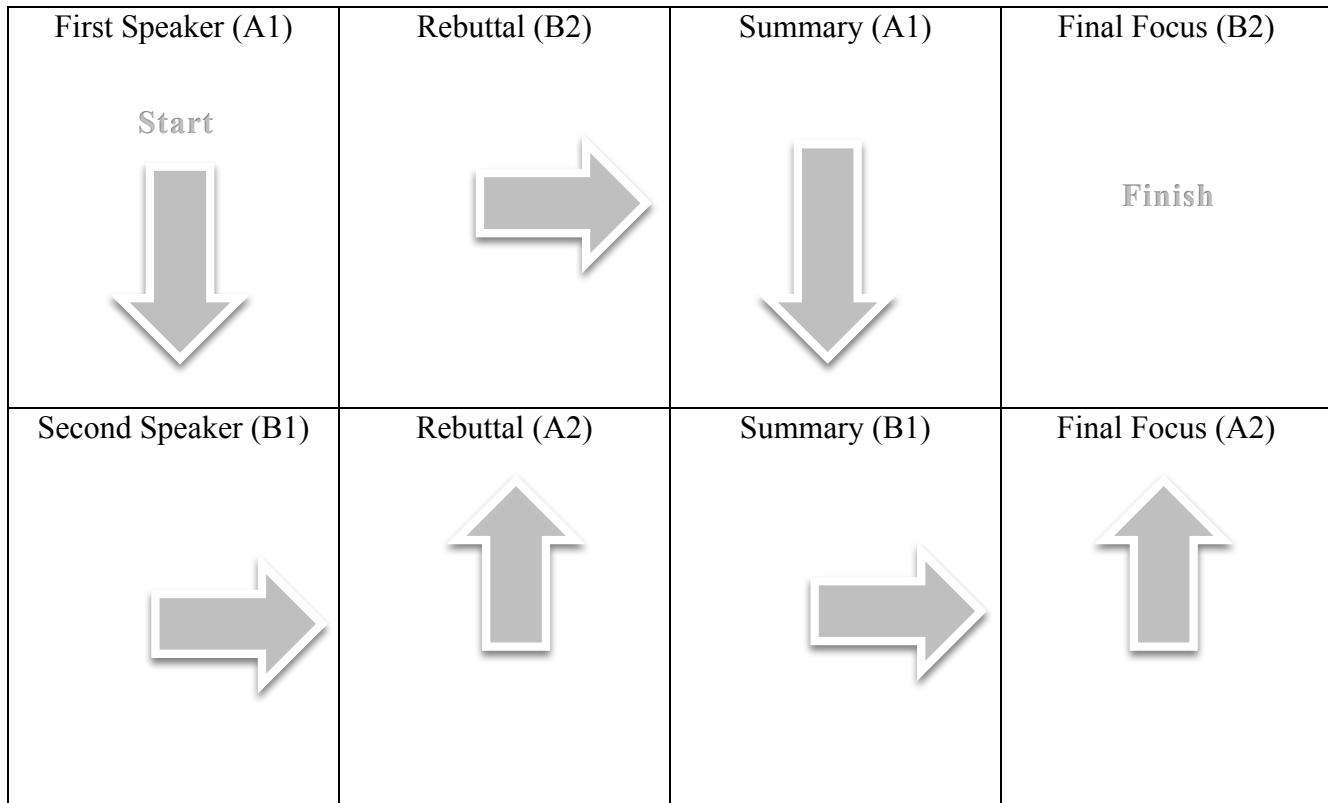 First Speaker (A1)
Start
Rebuttal (B2)
Summary (A1)
Final Focus (B2)
Finish
Second Speaker (B1)
Rebuttal (A2)
Summary (B1)
Final Focus (A2)